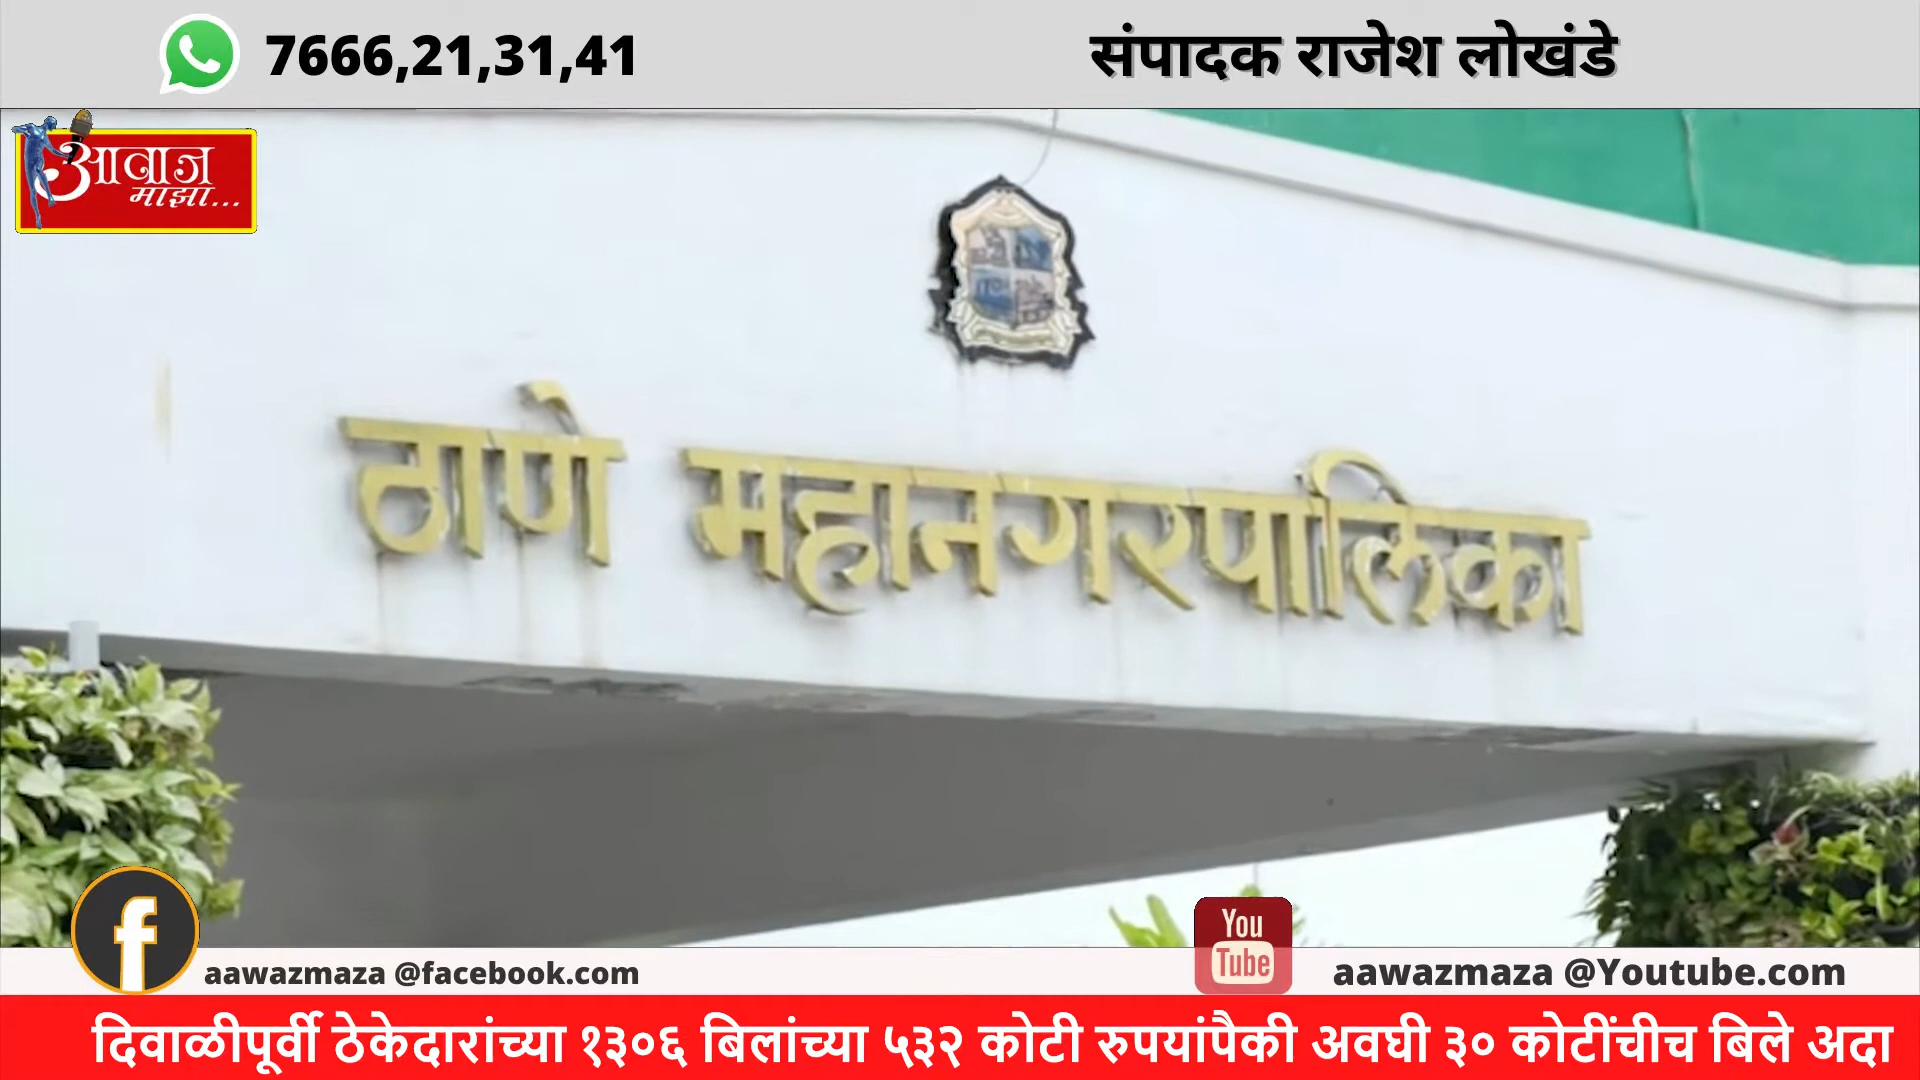 7666,21,31,41
संपादक राजेश लोखंडे
आवाज
माझा...
ठाणे महानगरपालिका
f
aawazmaza @facebook.com
You
Tube
aawazmaza @Youtube.com
दिवाळीपूर्वी ठेकेदारांच्या १३०६ बिलांच्या ५३२ कोटी रुपयांपैकी अवघी ३० कोटींचीच बिले अदा